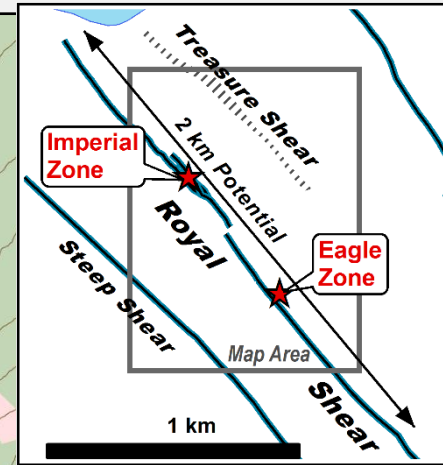 Treasure Shear
2 km Potential
Imperial
Zone
Royal
Shear
Eagle
Zone
Steep Shear
Map Area
1 km